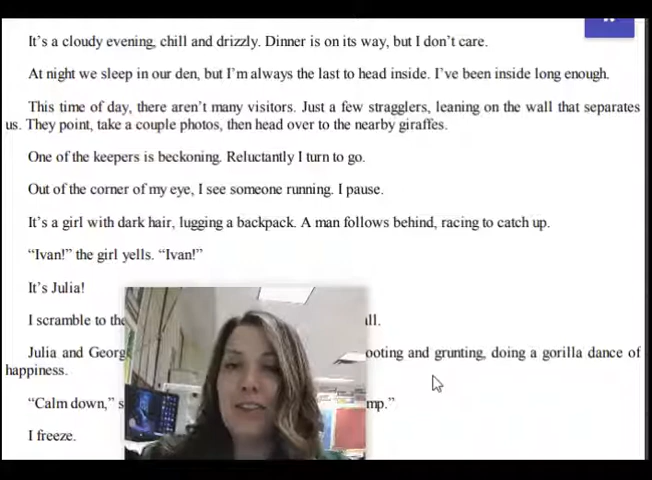 It’s a cloudy evening, chill and drizzly. Dinner is on its way, but I don’t care.
At night we sleep in our den, but I’m always the last to head inside. I’ve been inside long enough.
This time of day, there aren’t many visitors. Just a few stragglers, leaning on the wall that separates
us. They point, take a couple photos, then head over to the nearby giraffes.
One of the keepers is beckoning. Reluctantly I turn to go.
Out of the corner of my eye, I see someone running. I pause.
It’s a girl with dark hair, lugging a backpack. A man follows behind, racing to catch up.
“Ivan!” the girl yells. “Ivan!”
It’s Julia!
I scramble to the
Julia and and grunting, doing a gorilla dance of
happiness.
“Calm down,”
I freeze.